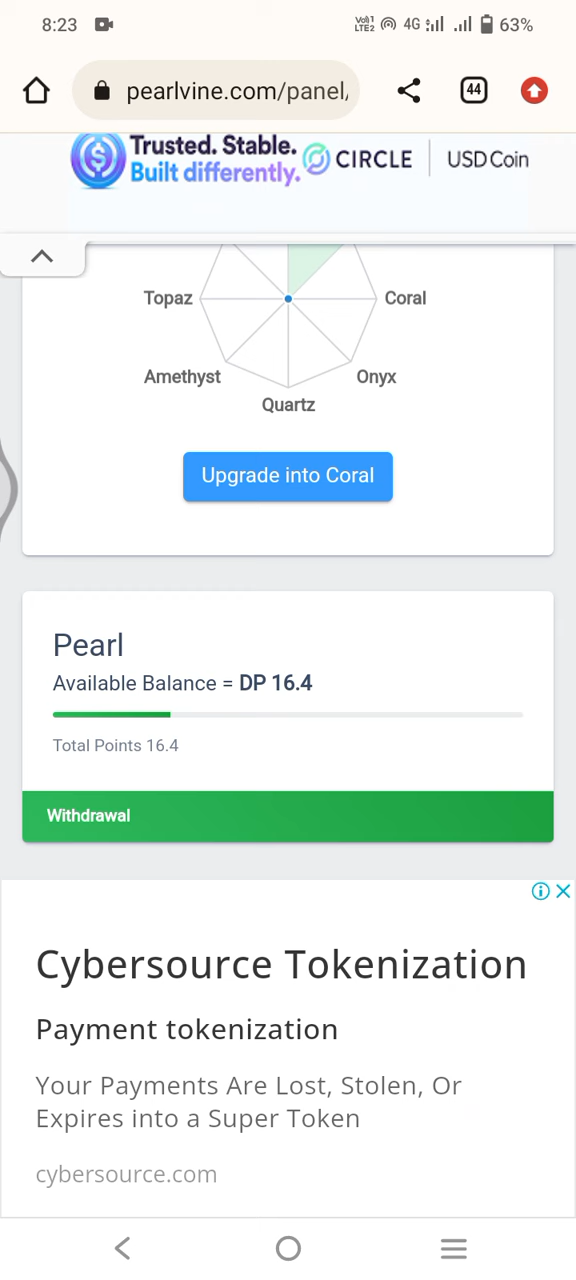 8:23
VoLTE1 LTE2 4G 63%
pearlvine.com/panel/
44
Trusted. Stable.
Built differently.
CIRCLE
USD Coin
Topaz
Coral
Amethyst
Onyx
Quartz
Upgrade into Coral
Pearl
Available Balance = DP 16.4
Total Points 16.4
Withdrawal
Cybersource Tokenization
Payment tokenization
Your Payments Are Lost, Stolen, Or
Expires into a Super Token
cybersource.com